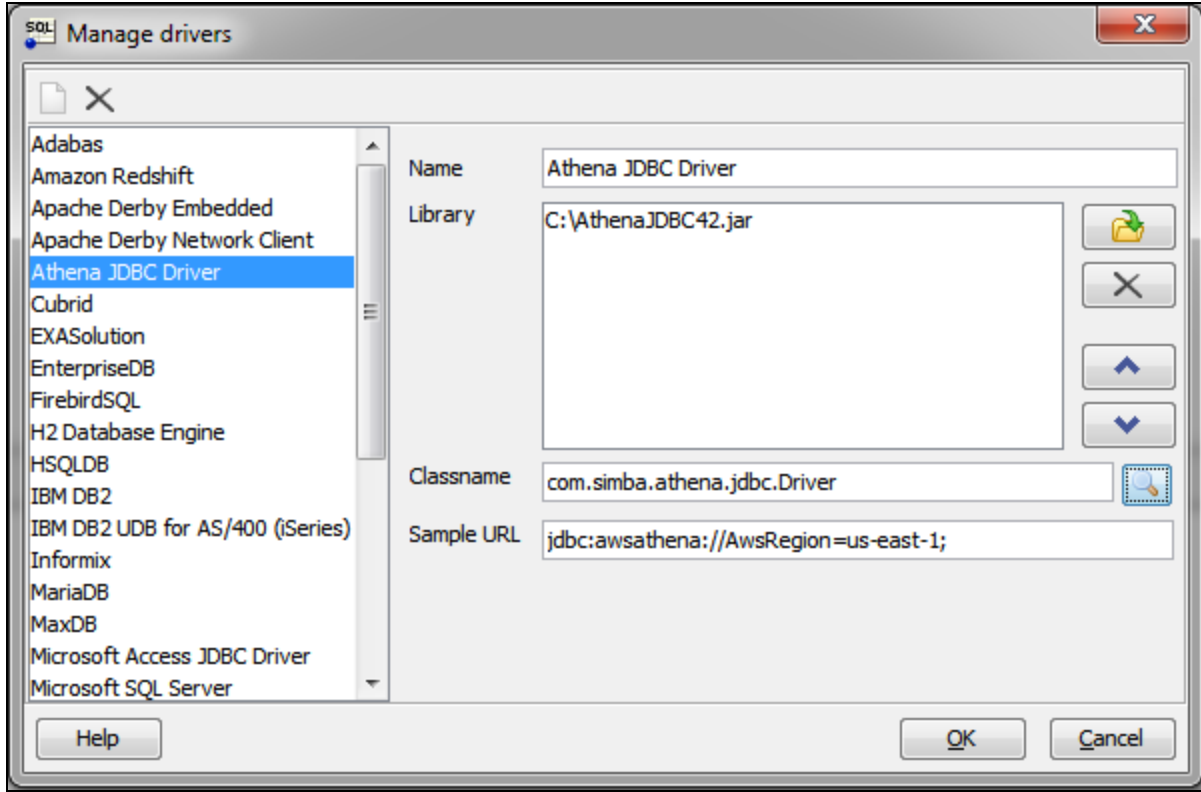 SQL Manage drivers
Adabas
Amazon Redshift
Apache Derby Embedded
Apache Derby Network Client
Athena JDBC Driver
Cubrid
EXASolution
EnterpriseDB
FirebirdSQL
H2 Database Engine
HSQLDB
IBM DB2
IBM DB2 UDB for AS/400 (iSeries)
Informix
MariaDB
MaxDB
Microsoft Access JDBC Driver
Microsoft SQL Server
Name Athena JDBC Driver
Library C:\AthenaJDBC42.jar
Classname com.simba.athena.jdbc.Driver
Sample URL jdbc:awsathena://AwsRegion=us-east-1;
Help OK Cancel